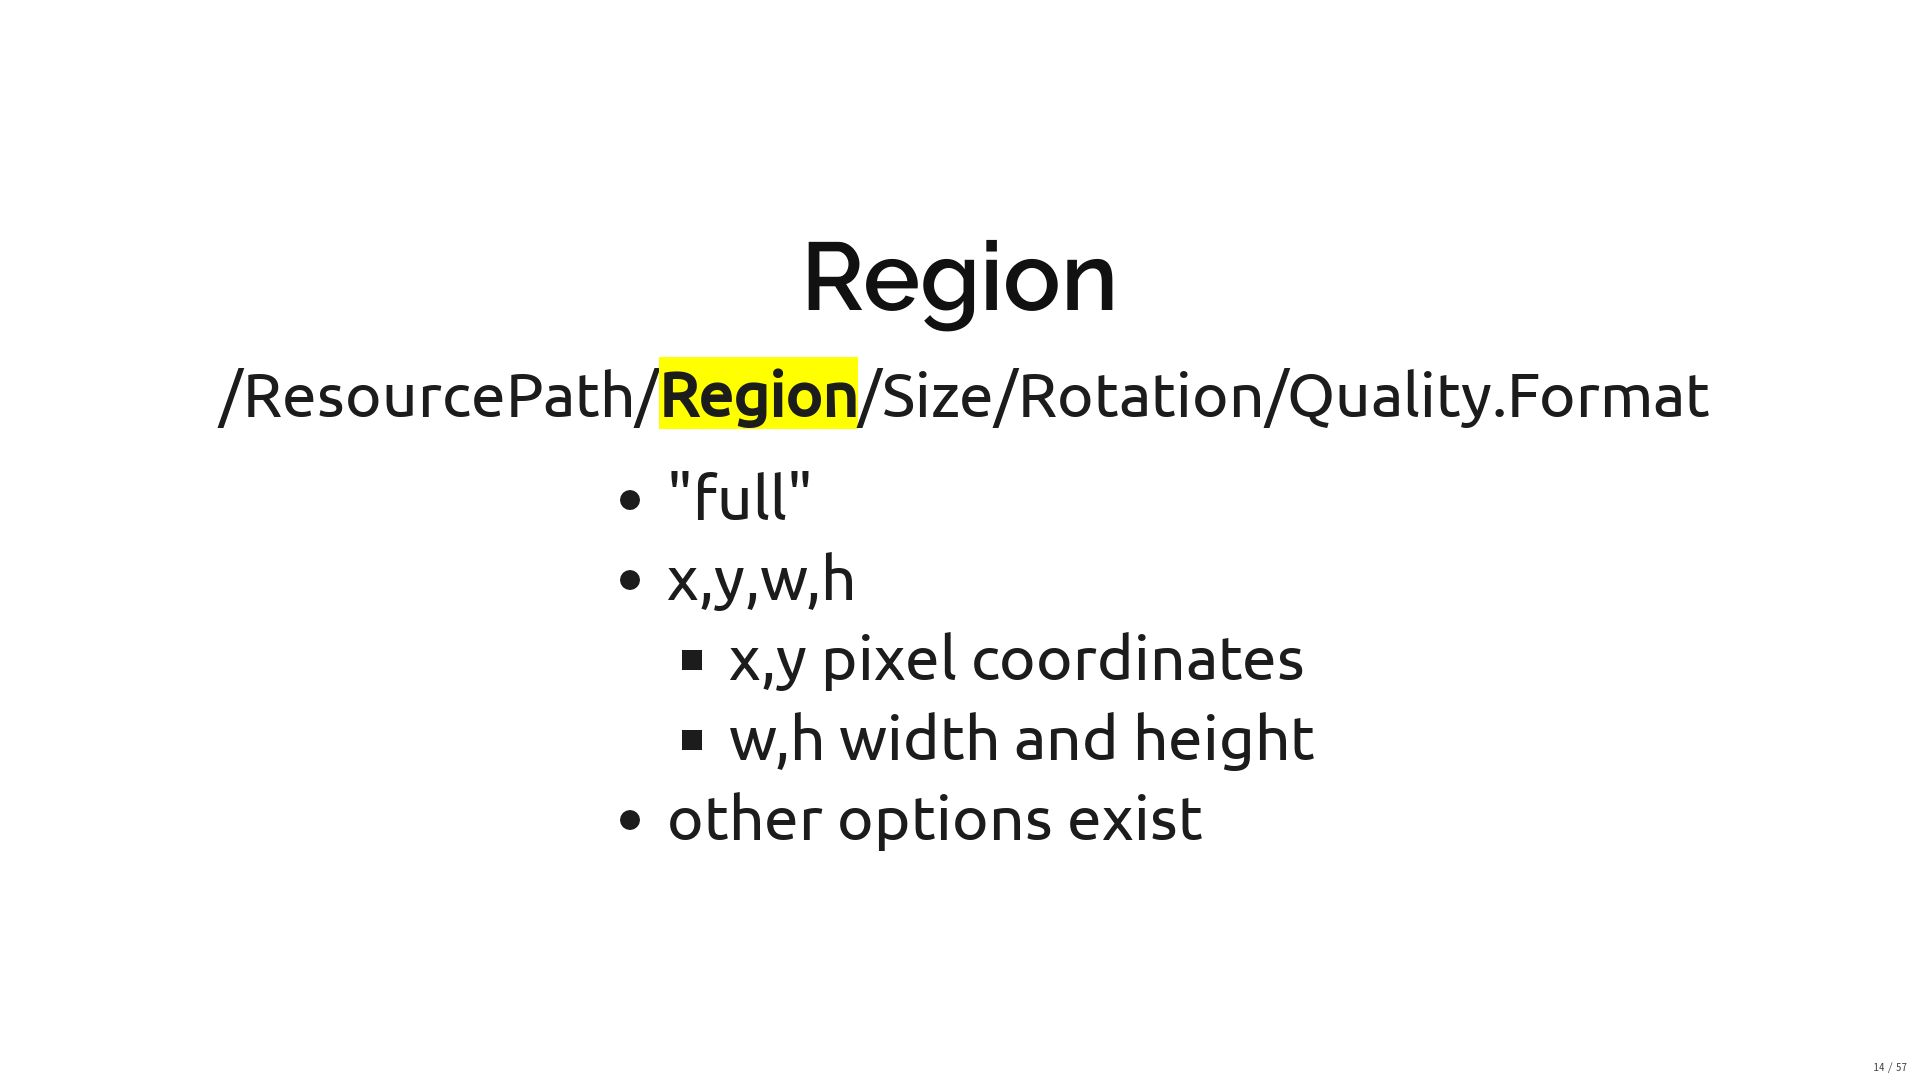 Region
/ResourcePath/Region/Size/Rotation/Quality.Format
"full"
x,y,w,h
x,y pixel coordinates
w,h width and height
other options exist
14 / 57